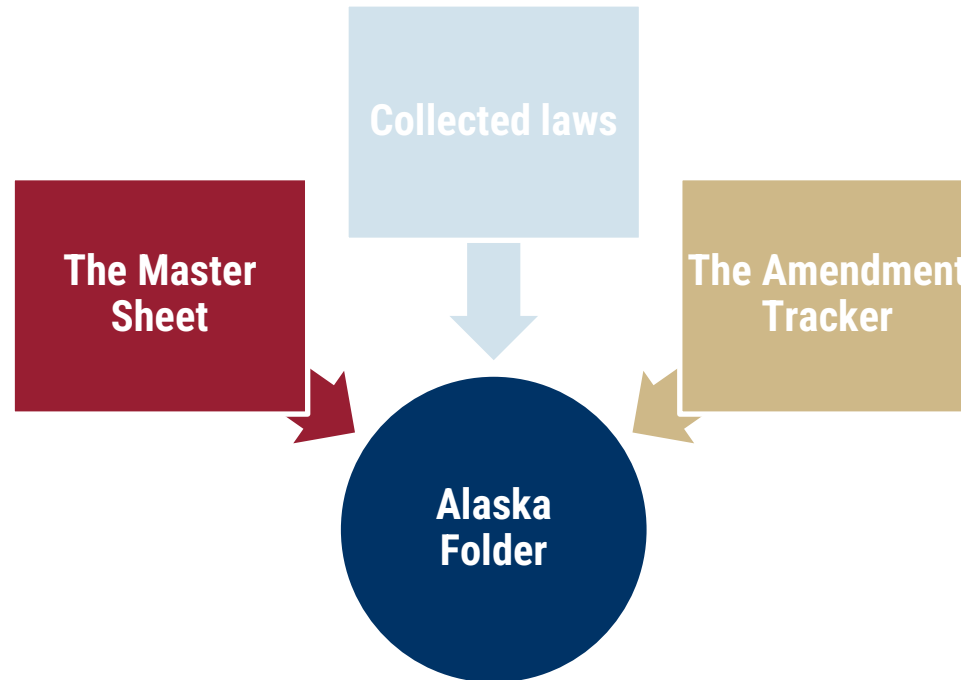 Collected laws
The Master
Sheet
The Amendment
Tracker
Alaska
Folder